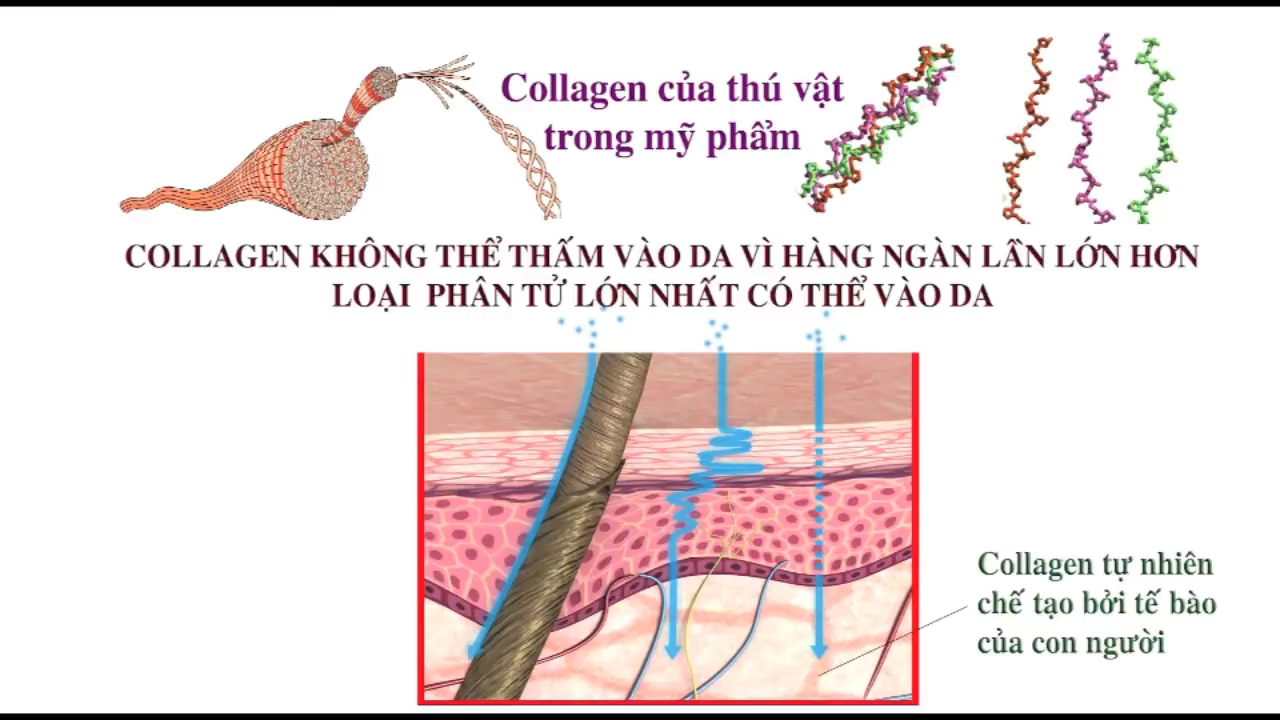 Collagen của thú vật
trong mỹ phẩm
COLLAGEN KHÔNG THỂ THẤM VÀO DA VÌ HÀNG NGÀN LẦN LỚN HƠN
LOẠI PHÂN TỬ LỚN NHẤT CÓ THỂ VÀO DA
Collagen tự nhiên
chế tạo bởi tế bào
của con người